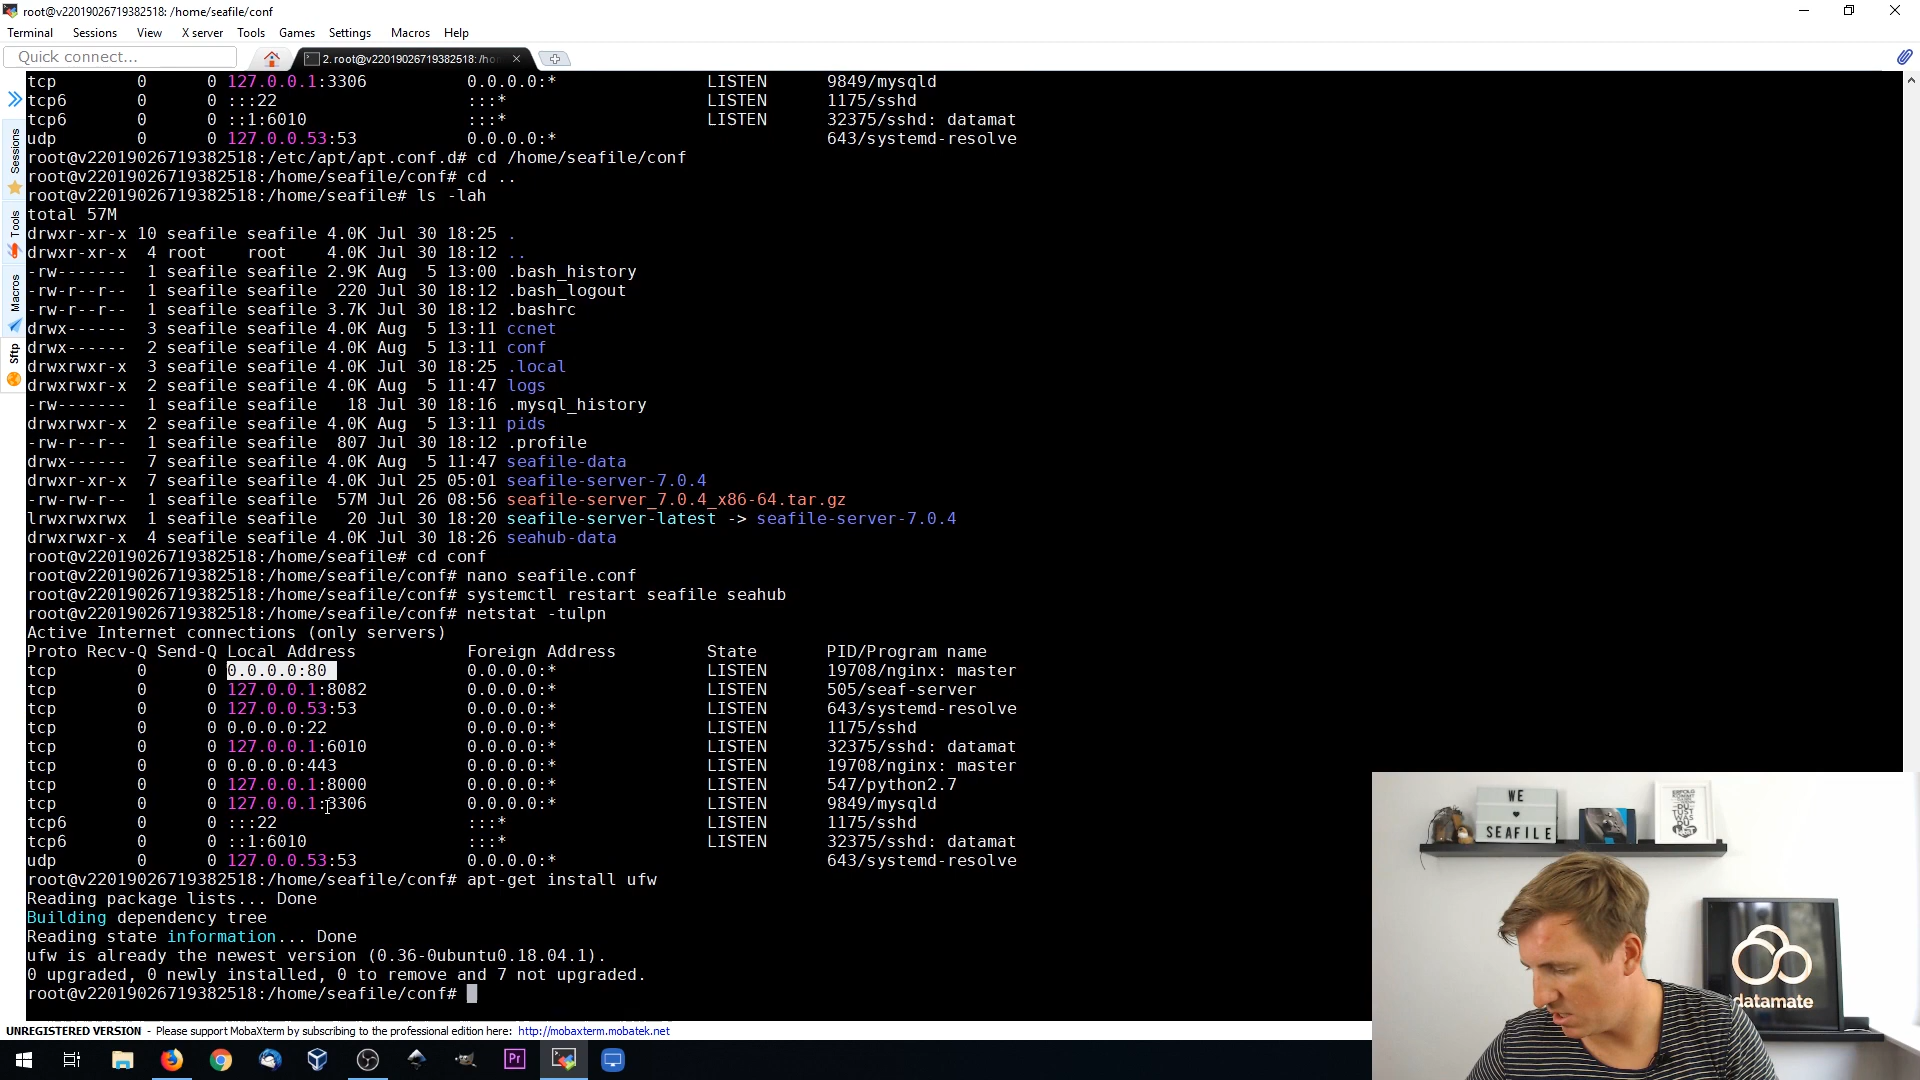 root@v22019026719382518: /home/seafile/conf
Terminal Sessions View X server Tools Games Settings Macros Help
Quick connect...
2. root@v22019026719382518: /ho
Sessions
Tools
Macros
Sftp
tcp 0 0 127.0.0.1:3306 0.0.0.0:* LISTEN 9849/mysqld
tcp6 0 0 :::22 :::* LISTEN 1175/sshd
tcp6 0 0 ::1:6010 :::* LISTEN 32375/sshd: datamat
udp 0 0 127.0.0.53:53 0.0.0.0:* 643/systemd-resolve
root@v22019026719382518:/etc/apt/apt.conf.d# cd /home/seafile/conf
root@v22019026719382518:/home/seafile/conf# cd ..
root@v22019026719382518:/home/seafile# ls -lah
total 57M
drwxr-xr-x 10 seafile seafile 4.0K Jul 30 18:25 .
drwxr-xr-x 4 root root 4.0K Jul 30 18:12 ..
-rw------- 1 seafile seafile 2.9K Aug 5 13:00 .bash_history
-rw-r--r-- 1 seafile seafile 220 Jul 30 18:12 .bash_logout
-rw-r--r-- 1 seafile seafile 3.7K Jul 30 18:12 .bashrc
drwx------ 3 seafile seafile 4.0K Aug 5 13:11 ccnet
drwx------ 2 seafile seafile 4.0K Aug 5 13:11 conf
drwxrwxr-x 3 seafile seafile 4.0K Jul 30 18:25 .local
drwxrwxr-x 2 seafile seafile 4.0K Aug 5 11:47 logs
-rw------- 1 seafile seafile 18 Jul 30 18:16 .mysql_history
drwxrwxr-x 2 seafile seafile 4.0K Aug 5 13:11 pids
-rw-r--r-- 1 seafile seafile 807 Jul 30 18:12 .profile
drwx------ 7 seafile seafile 4.0K Aug 5 11:47 seafile-data
drwxr-xr-x 7 seafile seafile 4.0K Jul 25 05:01 seafile-server-7.0.4
-rw-rw-r-- 1 seafile seafile 57M Jul 26 08:56 seafile-server_7.0.4_x86-64.tar.gz
lrwxrwxrwx 1 seafile seafile 20 Jul 30 18:20 seafile-server-latest -> seafile-server-7.0.4
drwxrwxr-x 4 seafile seafile 4.0K Jul 30 18:26 seahub-data
root@v22019026719382518:/home/seafile# cd conf
root@v22019026719382518:/home/seafile/conf# nano seafile.conf
root@v22019026719382518:/home/seafile/conf# systemctl restart seafile seahub
root@v22019026719382518:/home/seafile/conf# netstat -tulpn
Active Internet connections (only servers)
Proto Recv-Q Send-Q Local Address Foreign Address State PID/Program name
tcp 0 0 0.0.0.0:80 0.0.0.0:* LISTEN 19708/nginx: master
tcp 0 0 127.0.0.1:8082 0.0.0.0:* LISTEN 505/seaf-server
tcp 0 0 127.0.0.53:53 0.0.0.0:* LISTEN 643/systemd-resolve
tcp 0 0 0.0.0.0:22 0.0.0.0:* LISTEN 1175/sshd
tcp 0 0 127.0.0.1:6010 0.0.0.0:* LISTEN 32375/sshd: datamat
tcp 0 0 0.0.0.0:443 0.0.0.0:* LISTEN 19708/nginx: master
tcp 0 0 127.0.0.1:8000 0.0.0.0:* LISTEN 547/python2.7
tcp 0 0 127.0.0.1:3306 0.0.0.0:* LISTEN 9849/mysqld
tcp6 0 0 :::22 :::* LISTEN 1175/sshd
tcp6 0 0 ::1:6010 :::* LISTEN 32375/sshd: datamat
udp 0 0 127.0.0.53:53 0.0.0.0:* 643/systemd-resolve
root@v22019026719382518:/home/seafile/conf# apt-get install ufw
Reading package lists... Done
Building dependency tree
Reading state information... Done
ufw is already the newest version (0.36-0ubuntu0.18.04.1).
0 upgraded, 0 newly installed, 0 to remove and 7 not upgraded.
root@v22019026719382518:/home/seafile/conf#
WE
♥
SEAFILE
ERFOLG
KOMMT
DU
TUST
WAS
DU
datamate
UNREGISTERED VERSION - Please support MobaXterm by subscribing to the professional edition here: http://mobaxterm.mobatek.net
Pr